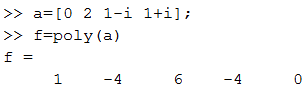 >> a=[0 2 1-i 1+i];
>> f=poly(a)
f =
1 -4 6 -4 0